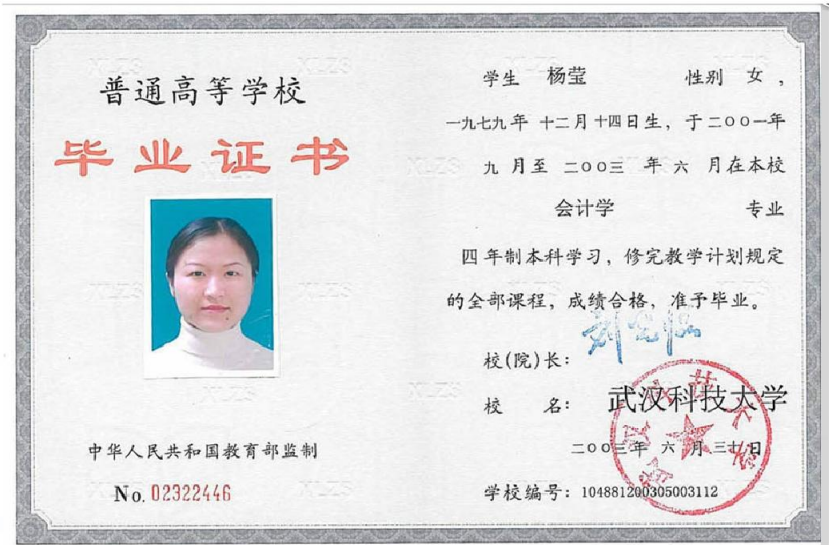 普通高等学校
毕业证书
中华人民共和国教育部监制
No. 02322446
学生 杨莹 性别 女，
一九七九年 十二月十四日生，于二〇〇一年
九 月至 二〇〇三 年 六 月在本校
会计学 专业
四 年制本科学习，修完教学计划规定
的全部课程，成绩合格，准予毕业。
校(院)长：
校 名： 武汉科技大学
二〇〇三年 六 月三十日
学校编号：104881200305003112